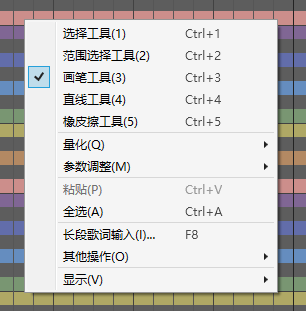 选择工具(1) Ctrl+1
范围选择工具(2) Ctrl+2
画笔工具(3) Ctrl+3
直线工具(4) Ctrl+4
橡皮擦工具(5) Ctrl+5
量化(Q)
参数调整(M)
粘贴(P) Ctrl+V
全选(A) Ctrl+A
长段歌词输入(I)... F8
其他操作(O)
显示(V)